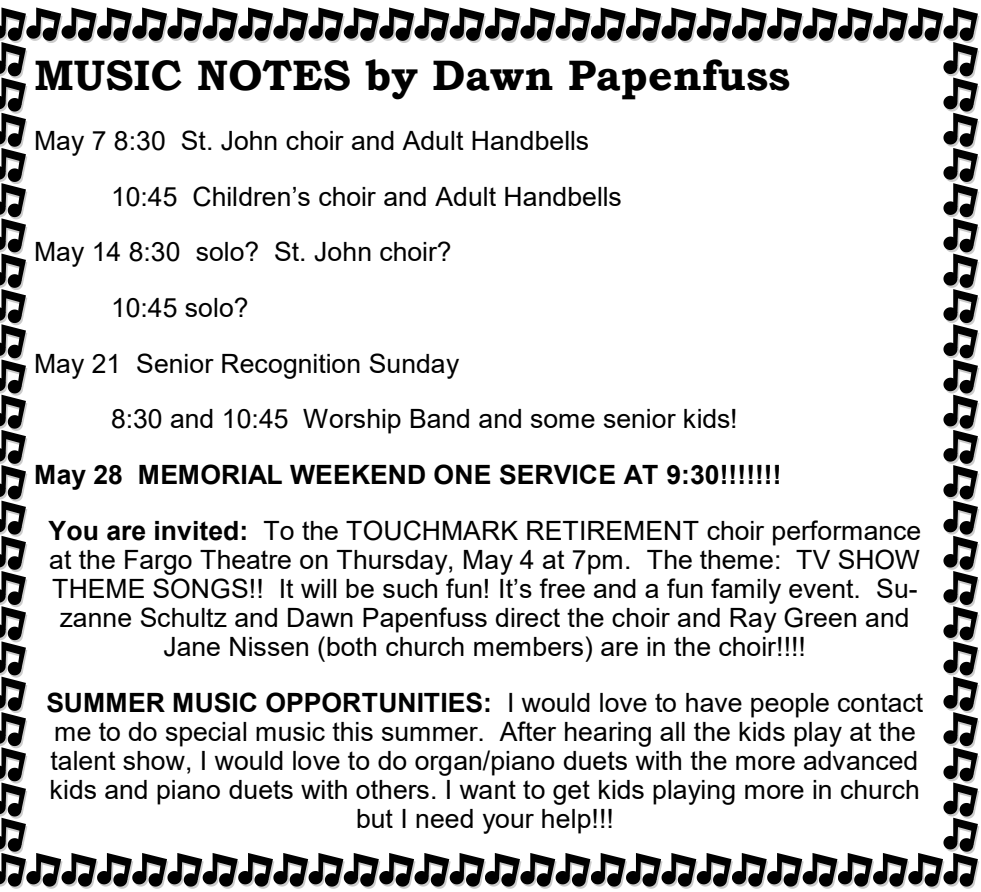 MUSIC NOTES by Dawn Papenfuss
May 7 8:30  St. John choir and Adult Handbells
10:45  Children’s choir and Adult Handbells
May 14 8:30  solo?  St. John choir?
10:45 solo?
May 21  Senior Recognition Sunday
8:30 and 10:45  Worship Band and some senior kids!
May 28  MEMORIAL WEEKEND ONE SERVICE AT 9:30!!!!!!!
You are invited:  To the TOUCHMARK RETIREMENT choir performance
at the Fargo Theatre on Thursday, May 4 at 7pm.  The theme:  TV SHOW
THEME SONGS!!  It will be such fun! It’s free and a fun family event.  Su-
zanne Schultz and Dawn Papenfuss direct the choir and Ray Green and
Jane Nissen (both church members) are in the choir!!!!
SUMMER MUSIC OPPORTUNITIES:  I would love to have people contact
me to do special music this summer.  After hearing all the kids play at the
talent show, I would love to do organ/piano duets with the more advanced
kids and piano duets with others. I want to get kids playing more in church
but I need your help!!!